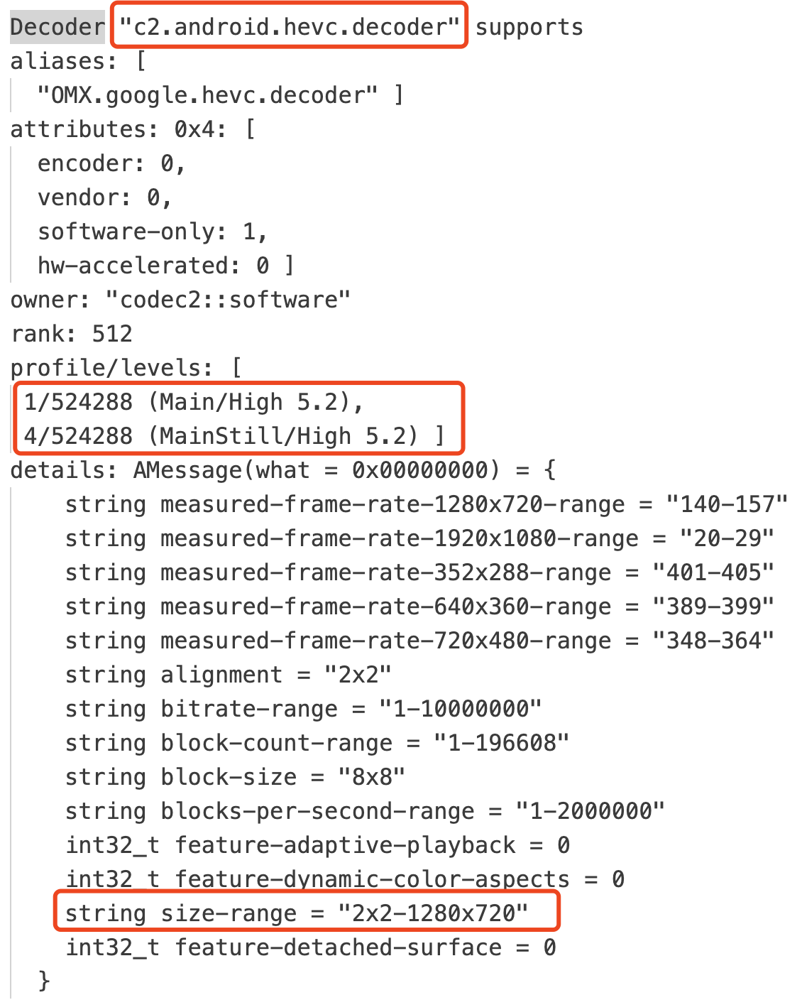 Decoder "c2.android.hevc.decoder" supports
aliases: [
"OMX.google.hevc.decoder" ]
attributes: 0x4: [
encoder: 0,
vendor: 0,
software-only: 1,
hw-accelerated: 0 ]
owner: "codec2::software"
rank: 512
profile/levels: [
1/524288 (Main/High 5.2),
4/524288 (MainStill/High 5.2) ]
details: AMessage(what = 0x00000000) = {
string measured-frame-rate-1280x720-range = "140-157"
string measured-frame-rate-1920x1080-range = "20-29"
string measured-frame-rate-352x288-range = "401-405"
string measured-frame-rate-640x360-range = "389-399"
string measured-frame-rate-720x480-range = "348-364"
string alignment = "2x2"
string bitrate-range = "1-10000000"
string block-count-range = "1-196608"
string block-size = "8x8"
string blocks-per-second-range = "1-2000000"
int32_t feature-adaptive-playback = 0
int32_t feature-dynamic-color-aspects = 0
string size-range = "2x2-1280x720"
int32_t feature-detached-surface = 0
}